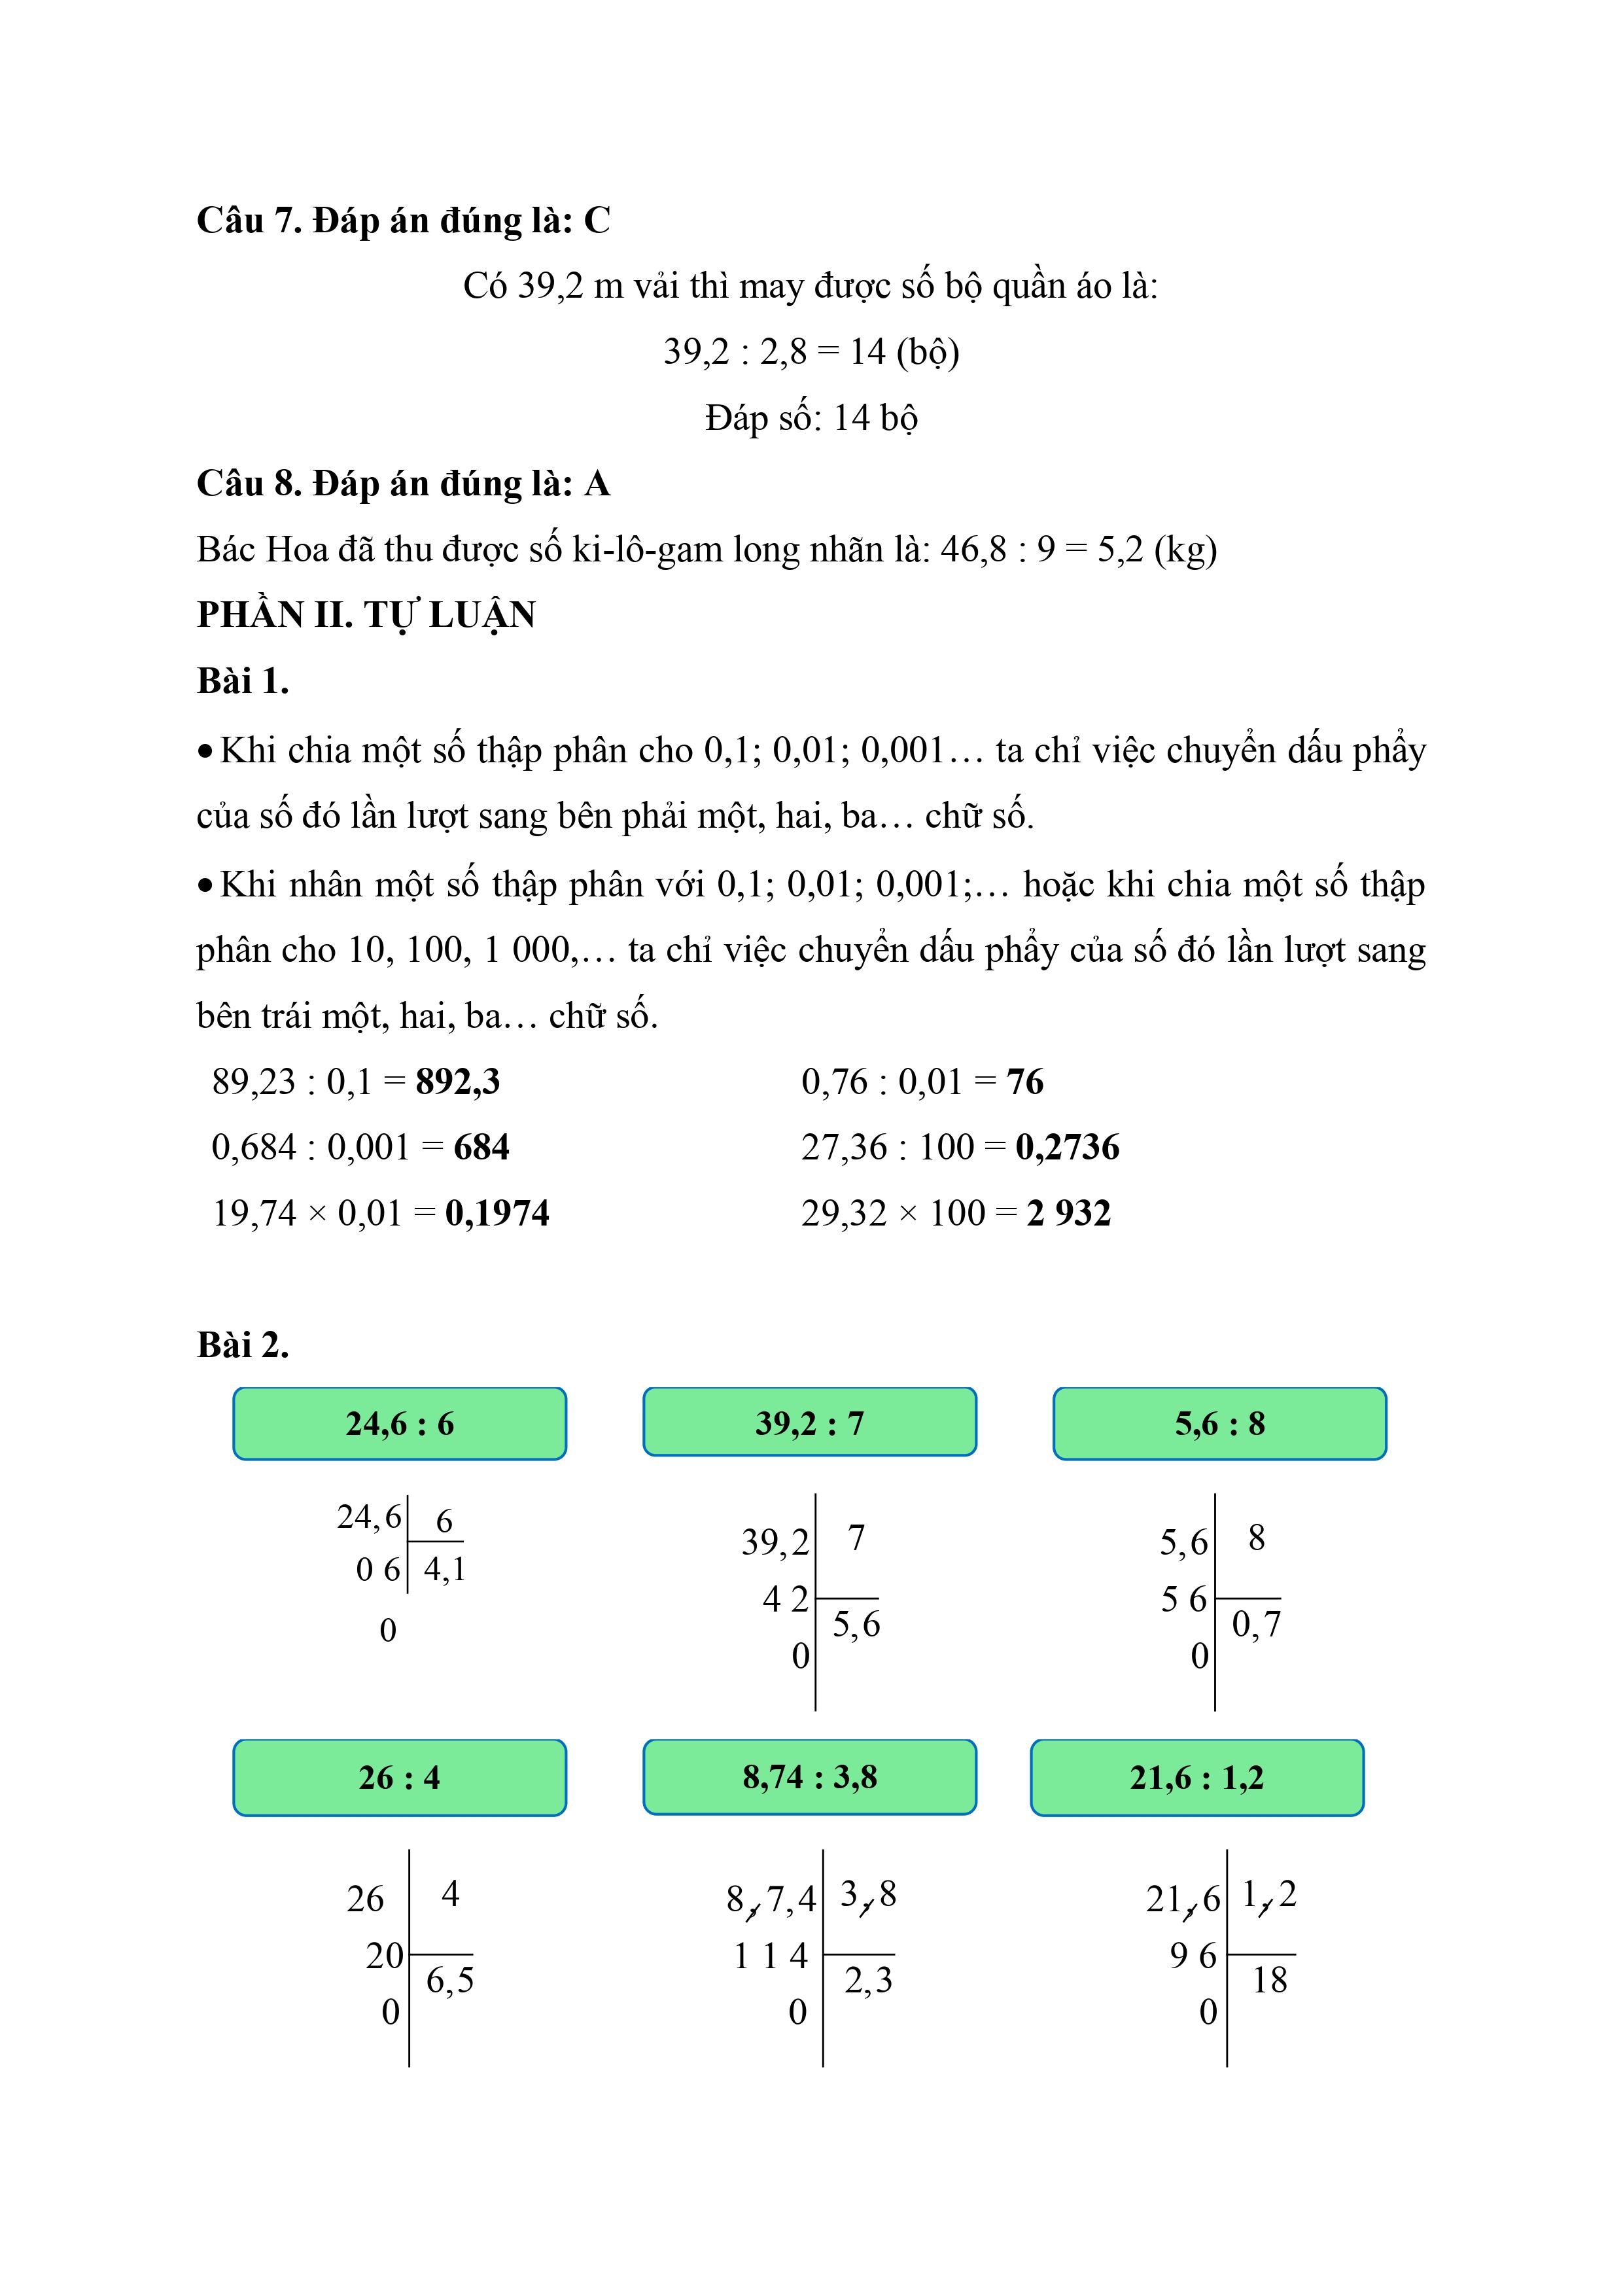 Câu 7. Đáp án đúng là: C
Có 39,2 m vải thì may được số bộ quần áo là:
39,2 : 2,8 = 14 (bộ)
Đáp số: 14 bộ
Câu 8. Đáp án đúng là: A
Bác Hoa đã thu được số ki-lô-gam long nhãn là: 46,8 : 9 = 5,2 (kg)
PHẦN II. TỰ LUẬN
Bài 1.
• Khi chia một số thập phân cho 0,1; 0,01; 0,001… ta chỉ việc chuyển dấu phẩy
của số đó lần lượt sang bên phải một, hai, ba… chữ số.
• Khi nhân một số thập phân với 0,1; 0,01; 0,001;… hoặc khi chia một số thập
phân cho 10, 100, 1 000,… ta chỉ việc chuyển dấu phẩy của số đó lần lượt sang
bên trái một, hai, ba… chữ số.
89,23 : 0,1 = 892,3 0,76 : 0,01 = 76
0,684 : 0,001 = 684 27,36 : 100 = 0,2736
19,74 × 0,01 = 0,1974 29,32 × 100 = 2 932
Bài 2.
24,6 : 6 39,2 : 7 5,6 : 8
24,6 6 39,2 7 5,6 8
0 6 4,1 4 2 5,6 5 6 0,7
0 0 0
26 : 4 8,74 : 3,8 21,6 : 1,2
26 4 8,7,4 3,8 21,6 1,2
20 6,5 1 1 4 2,3 9 6 18
0 0 0